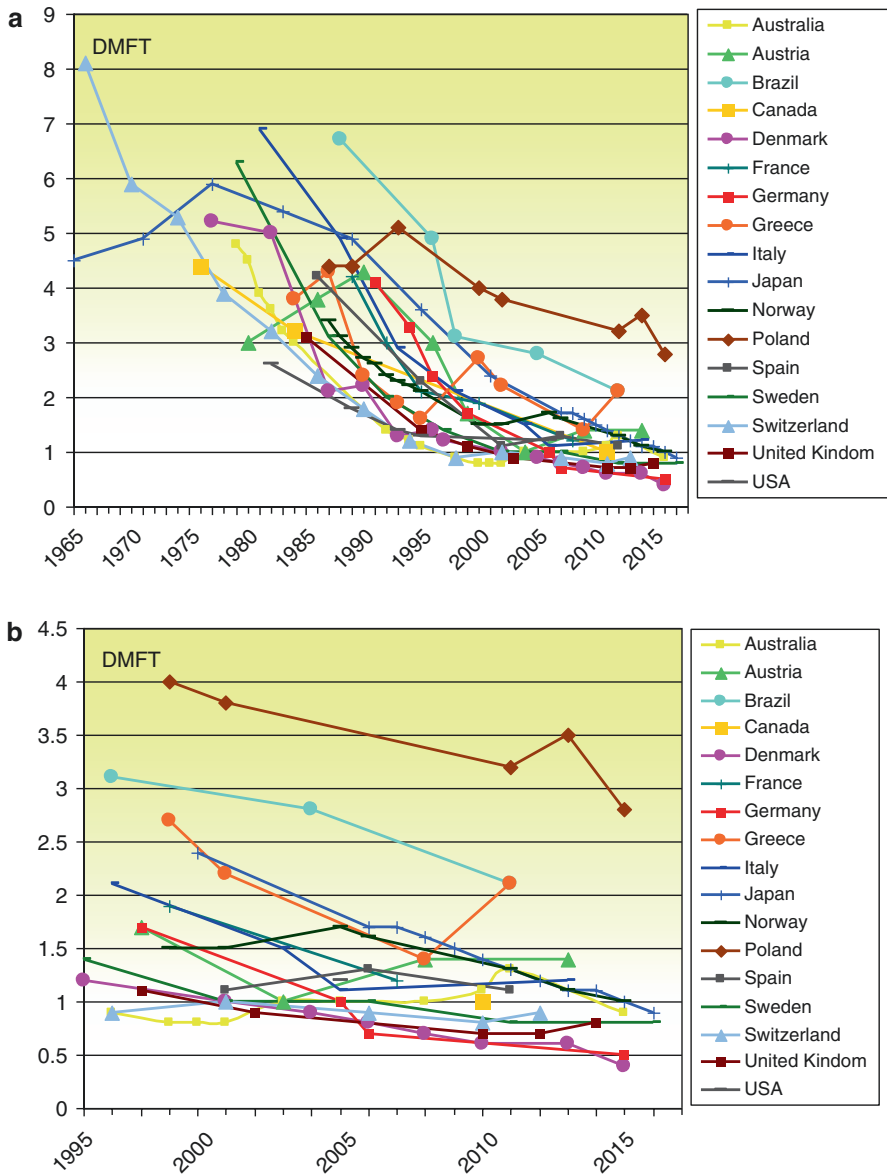 a
9
8
7
6
5
4
3
2
1
0
DMFT
1965
1970
1975
1980
1985
1990
1995
2000
2005
2010
2015
Australia
Austria
Brazil
Canada
Denmark
France
Germany
Greece
Italy
Japan
Norway
Poland
Spain
Sweden
Switzerland
United Kindom
USA
b
4.5
4
3.5
3
2.5
2
1.5
1
0.5
0
DMFT
1995
2000
2005
2010
2015
Australia
Austria
Brazil
Canada
Denmark
France
Germany
Greece
Italy
Japan
Norway
Poland
Spain
Sweden
Switzerland
United Kindom
USA